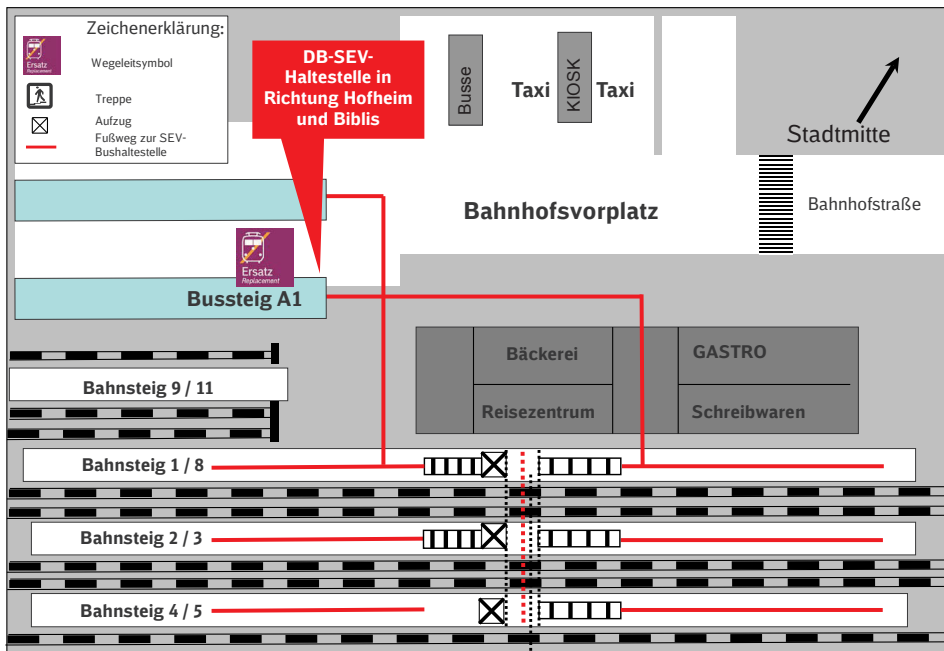 Zeichenerklärung:
Ersatz
Replacement
Wegeleitsymbol
Treppe
Aufzug
Fußweg zur SEV-
Bushaltestelle
DB-SEV-
Haltestelle in
Richtung Hofheim
und Biblis
Busse
Taxi
KIOSK
Taxi
Stadtmitte
Bahnhofsvorplatz
Bahnhofstraße
Ersatz
Replacement
Bussteig A1
Bäckerei
GASTRO
Reisezentrum
Schreibwaren
Bahnsteig 9 / 11
Bahnsteig 1 / 8
Bahnsteig 2 / 3
Bahnsteig 4 / 5